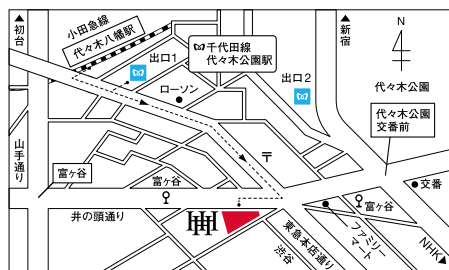 ▲初台
小田急線
代々木八幡駅
出口1
千代田線
代々木公園駅
▲新宿
N
出口2
代々木公園
代々木公園
交番前
ローソン
山手通り
〒
富ヶ谷
富ヶ谷
富ヶ谷
●交番
井の頭通り
HHH
東急本店通り
渋谷
ファミリー
マート
NHK▶